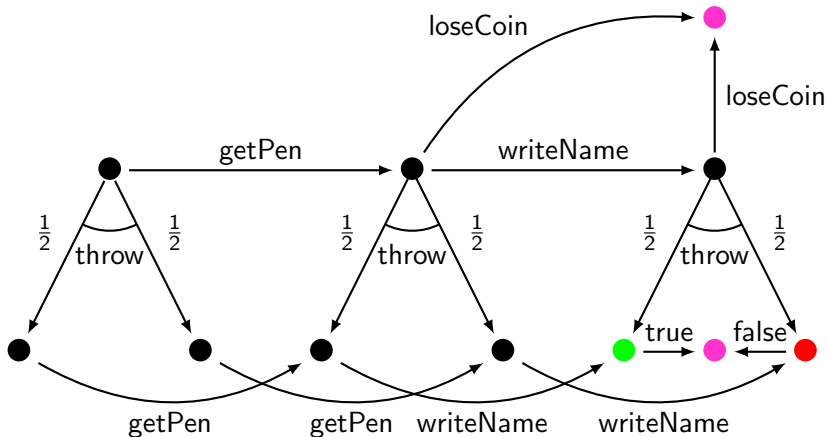 loseCoin
loseCoin
getPen
writeName
1/2
throw
1/2
1/2
throw
1/2
1/2
throw
1/2
true
false
getPen
getPen
writeName
writeName